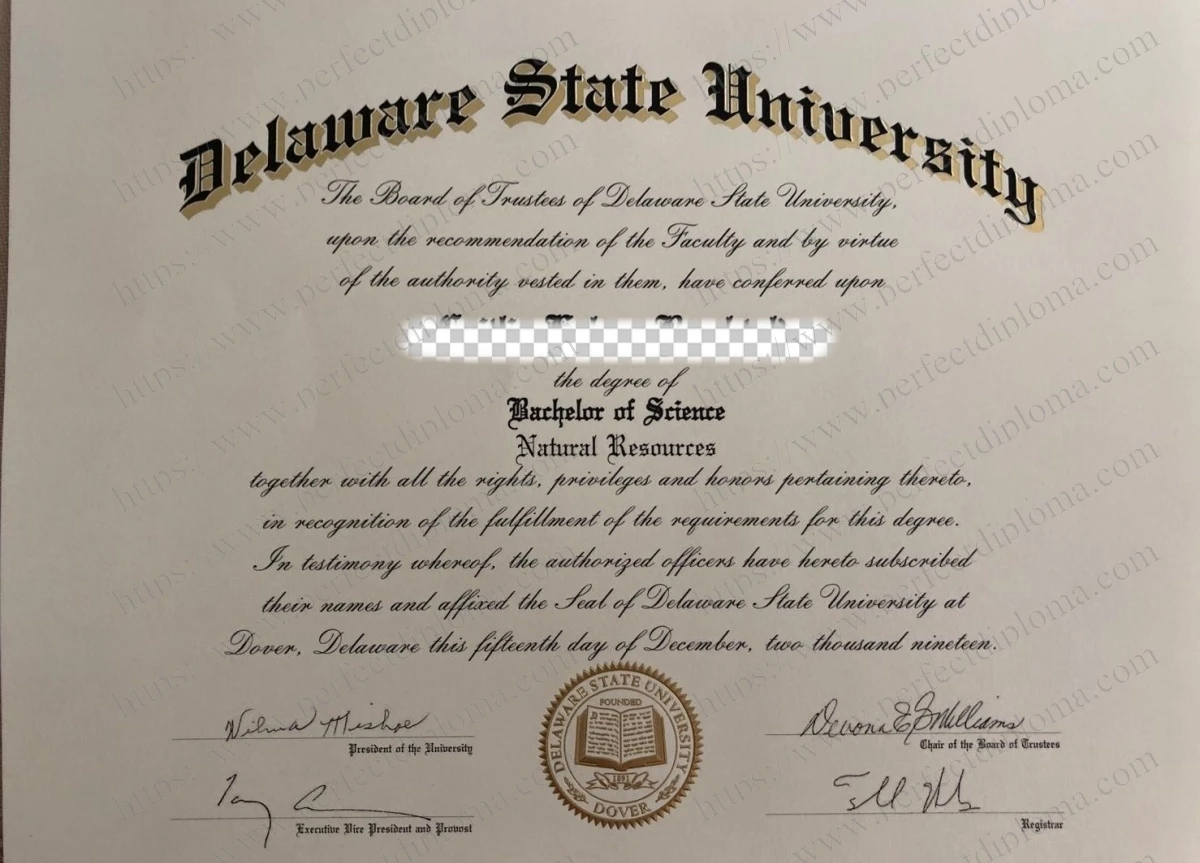 Delaware State University
The Board of Trustees of Delaware State University,
upon the recommendation of the Faculty and by virtue
of the authority vested in them, have conferred upon
the degree of
Bachelor of Science
Natural Resources
together with all the rights, privileges and honors pertaining thereto,
in recognition of the fulfillment of the requirements for this degree.
In testimony whereof, the authorized officers have hereto subscribed
their names and affixed the Seal of Delaware State University at
Dover, Delaware this fifteenth day of December, two thousand nineteen.
Wilma Mishoe
President of the University
Devona E G Williams
Chair of the Board of Trustees
Executive Vice President and Provost
Registrar
DELAWARE STATE UNIVERSITY
FOUNDED
1891
DOVER
https://www.perfectdiploma.com